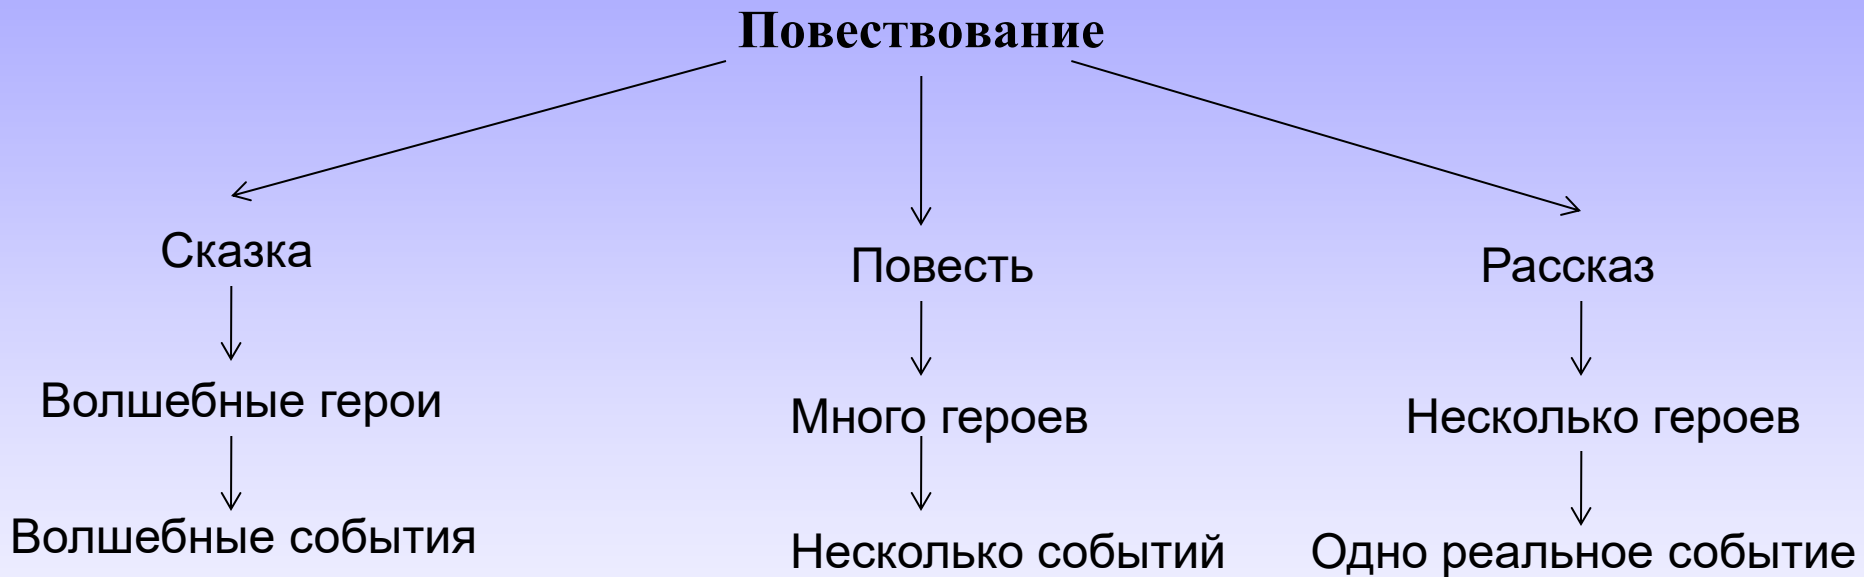 Повествование
Сказка
Повесть
Рассказ
Волшебные герои
Много героев
Несколько героев
Волшебные события
Несколько событий
Одно реальное событие